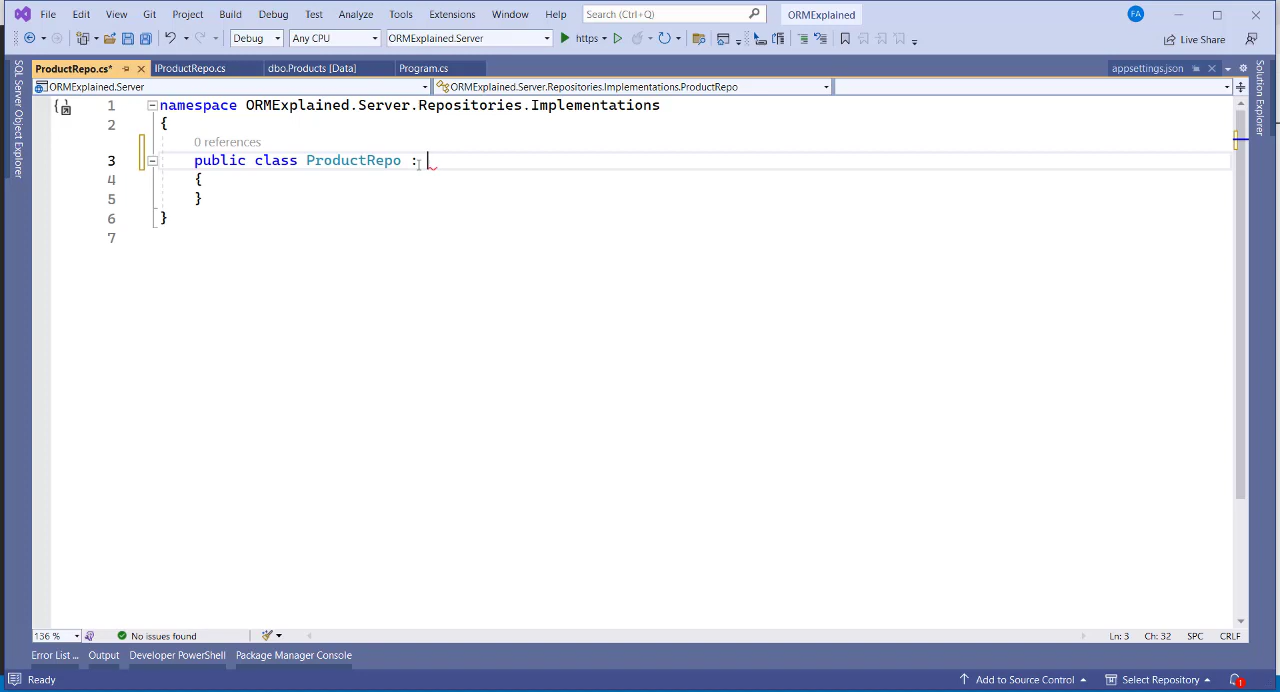 File Edit View Git Project Build Debug Test Analyze Tools Extensions Window Help Search (Ctrl+Q) ORMExplained FA
Debug Any CPU ORMExplained.Server https Live Share
ProductRepo.cs* IProductRepo.cs dbo.Products [Data] Program.cs appsettings.json
ORMExplained.Server ORMExplained.Server.Repositories.Implementations.ProductRepo
SQL Server Object Explorer
Solution Explorer
1 namespace ORMExplained.Server.Repositories.Implementations
2 {
0 references
3 public class ProductRepo :
4 {
5 }
6 }
7
136 % No issues found Ln: 3 Ch: 32 SPC CRLF
Error List ... Output Developer PowerShell Package Manager Console
Ready Add to Source Control Select Repository 1